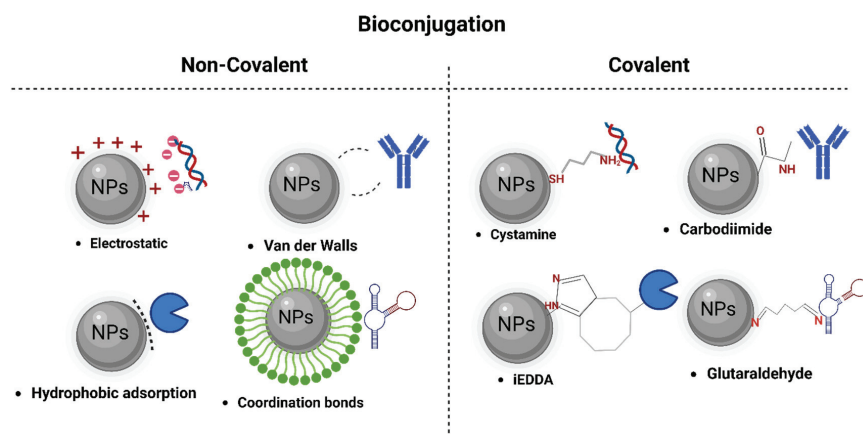 Bioconjugation
Non-Covalent
Covalent
+ + + + + + +
NPs
• Electrostatic
NPs
• Van der Walls
NPs
SH
NH2
• Cystamine
NPs
O
NH
• Carbodiimide
NPs
• Hydrophobic adsorption
NPs
• Coordination bonds
NPs
N
HN
• iEDDA
NPs
N
N
• Glutaraldehyde